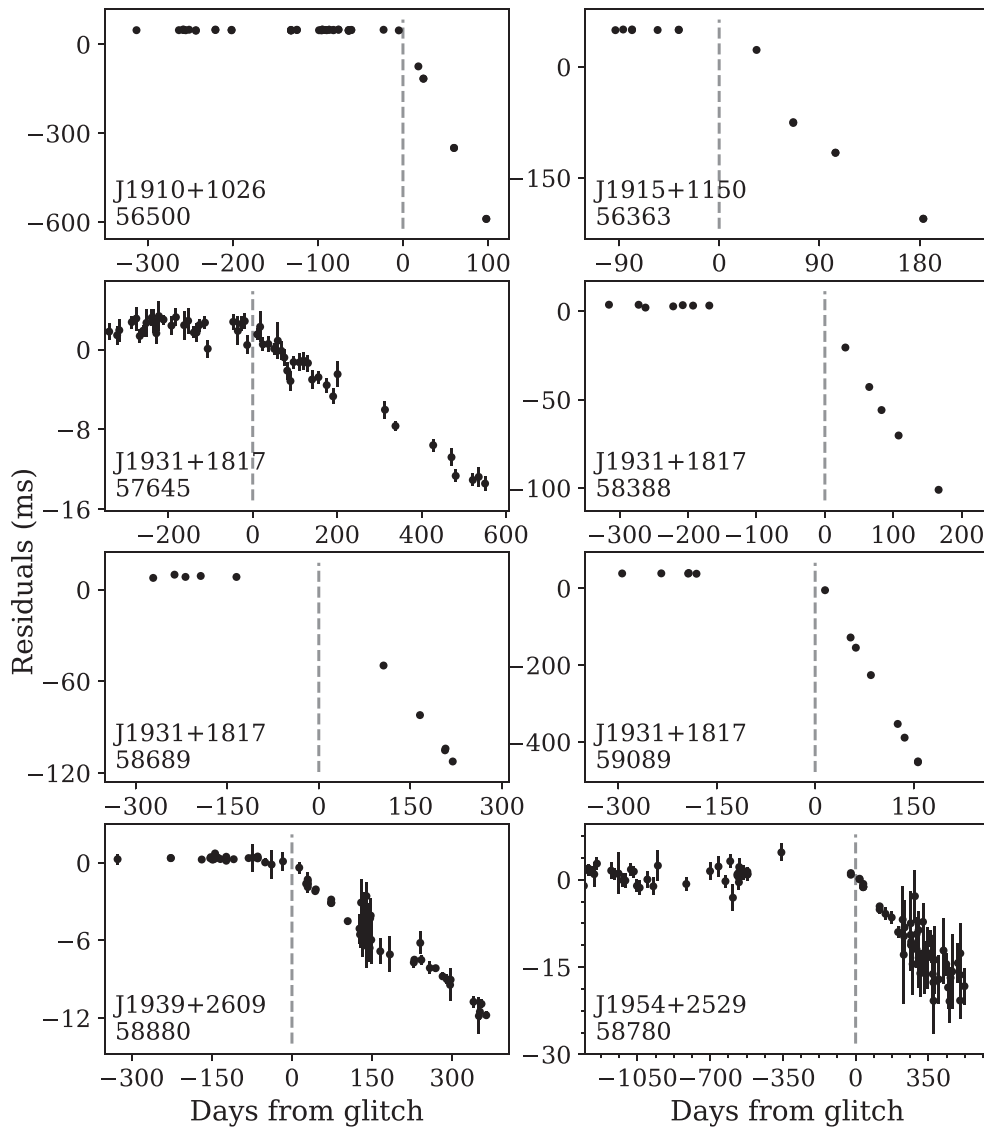 0
−300
−600
J1910+1026
56500
−300 −200 −100 0 100
0
−150
J1915+1150
56363
−90 0 90 180
0
−8
−16
J1931+1817
57645
−200 0 200 400 600
0
−50
−100
J1931+1817
58388
−300 −200 −100 0 100 200
Residuals (ms)
0
−60
−120
J1931+1817
58689
−300 −150 0 150 300
0
−200
−400
J1931+1817
59089
−300 −150 0 150
0
−6
−12
J1939+2609
58880
−300 −150 0 150 300
Days from glitch
0
−15
−30
J1954+2529
58780
−1050 −700 −350 0 350
Days from glitch